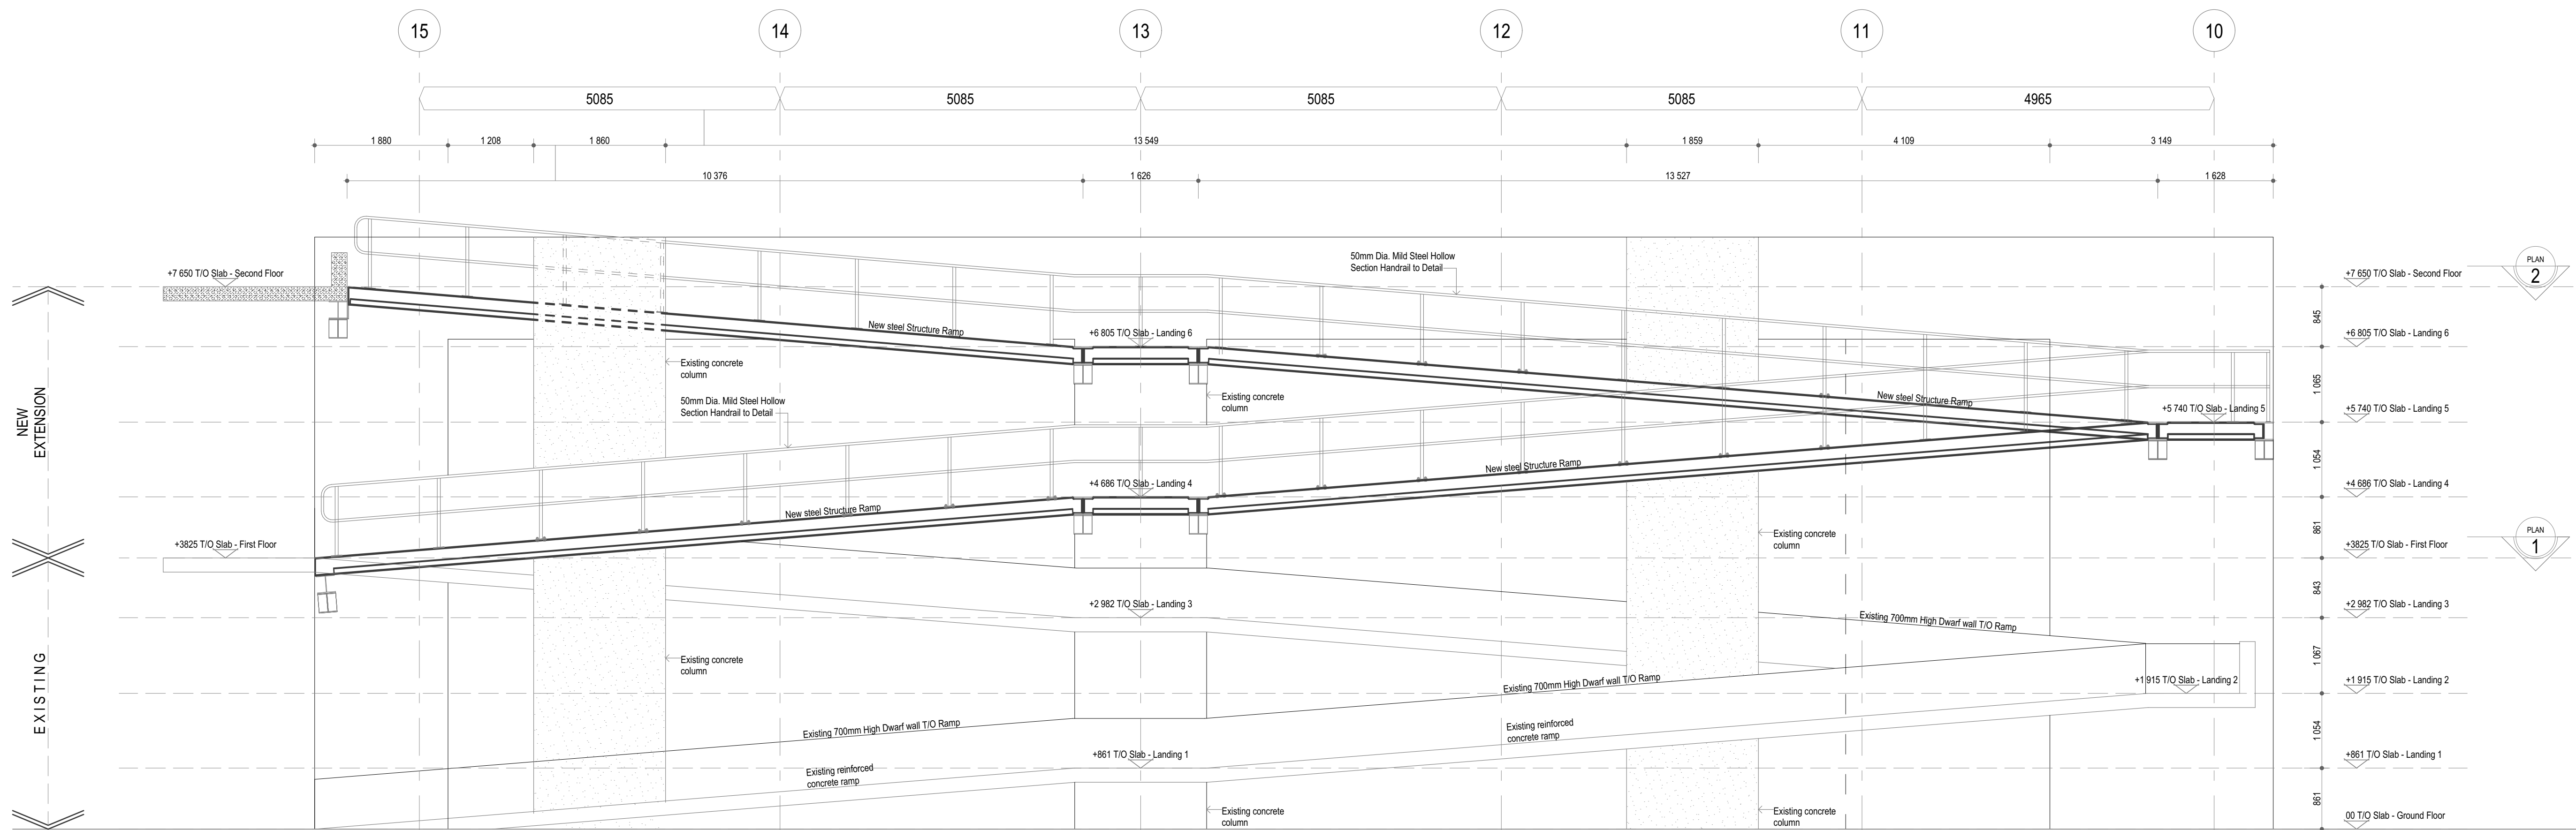 15
14
13
12
11
10
5085
5085
5085
5085
4965
1 880
1 208
1 860
13 549
1 859
4 109
3 149
10 376
1 626
13 527
1 628
+7 650 T/O Slab - Second Floor
50mm Dia. Mild Steel Hollow
Section Handrail to Detail
+7 650 T/O Slab - Second Floor
PLAN
2
845
New steel Structure Ramp
+6 805 T/O Slab - Landing 6
+6 805 T/O Slab - Landing 6
Existing concrete
column
1 065
NEW
EXTENSION
50mm Dia. Mild Steel Hollow
Section Handrail to Detail
Existing concrete
column
New steel Structure Ramp
+5 740 T/O Slab - Landing 5
+5 740 T/O Slab - Landing 5
1 054
New steel Structure Ramp
+4 686 T/O Slab - Landing 4
+4 686 T/O Slab - Landing 4
New steel Structure Ramp
861
Existing concrete
column
+3825 T/O Slab - First Floor
+3825 T/O Slab - First Floor
PLAN
1
843
+2 982 T/O Slab - Landing 3
+2 982 T/O Slab - Landing 3
Existing 700mm High Dwarf wall T/O Ramp
EXISTING
Existing concrete
column
1 067
Existing 700mm High Dwarf wall T/O Ramp
+1 915 T/O Slab - Landing 2
+1 915 T/O Slab - Landing 2
Existing 700mm High Dwarf wall T/O Ramp
Existing reinforced
concrete ramp
1 054
+861 T/O Slab - Landing 1
+861 T/O Slab - Landing 1
Existing reinforced
concrete ramp
861
Existing concrete
column
Existing concrete
column
00 T/O Slab - Ground Floor